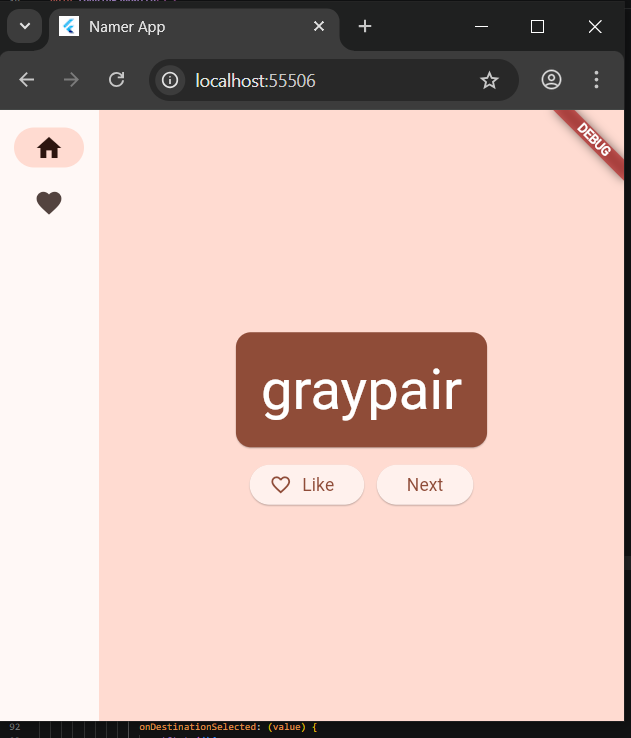 Namer App
localhost:55506
DEBUG
graypair
Like
Next
92 onDestinationSelected: (value) {